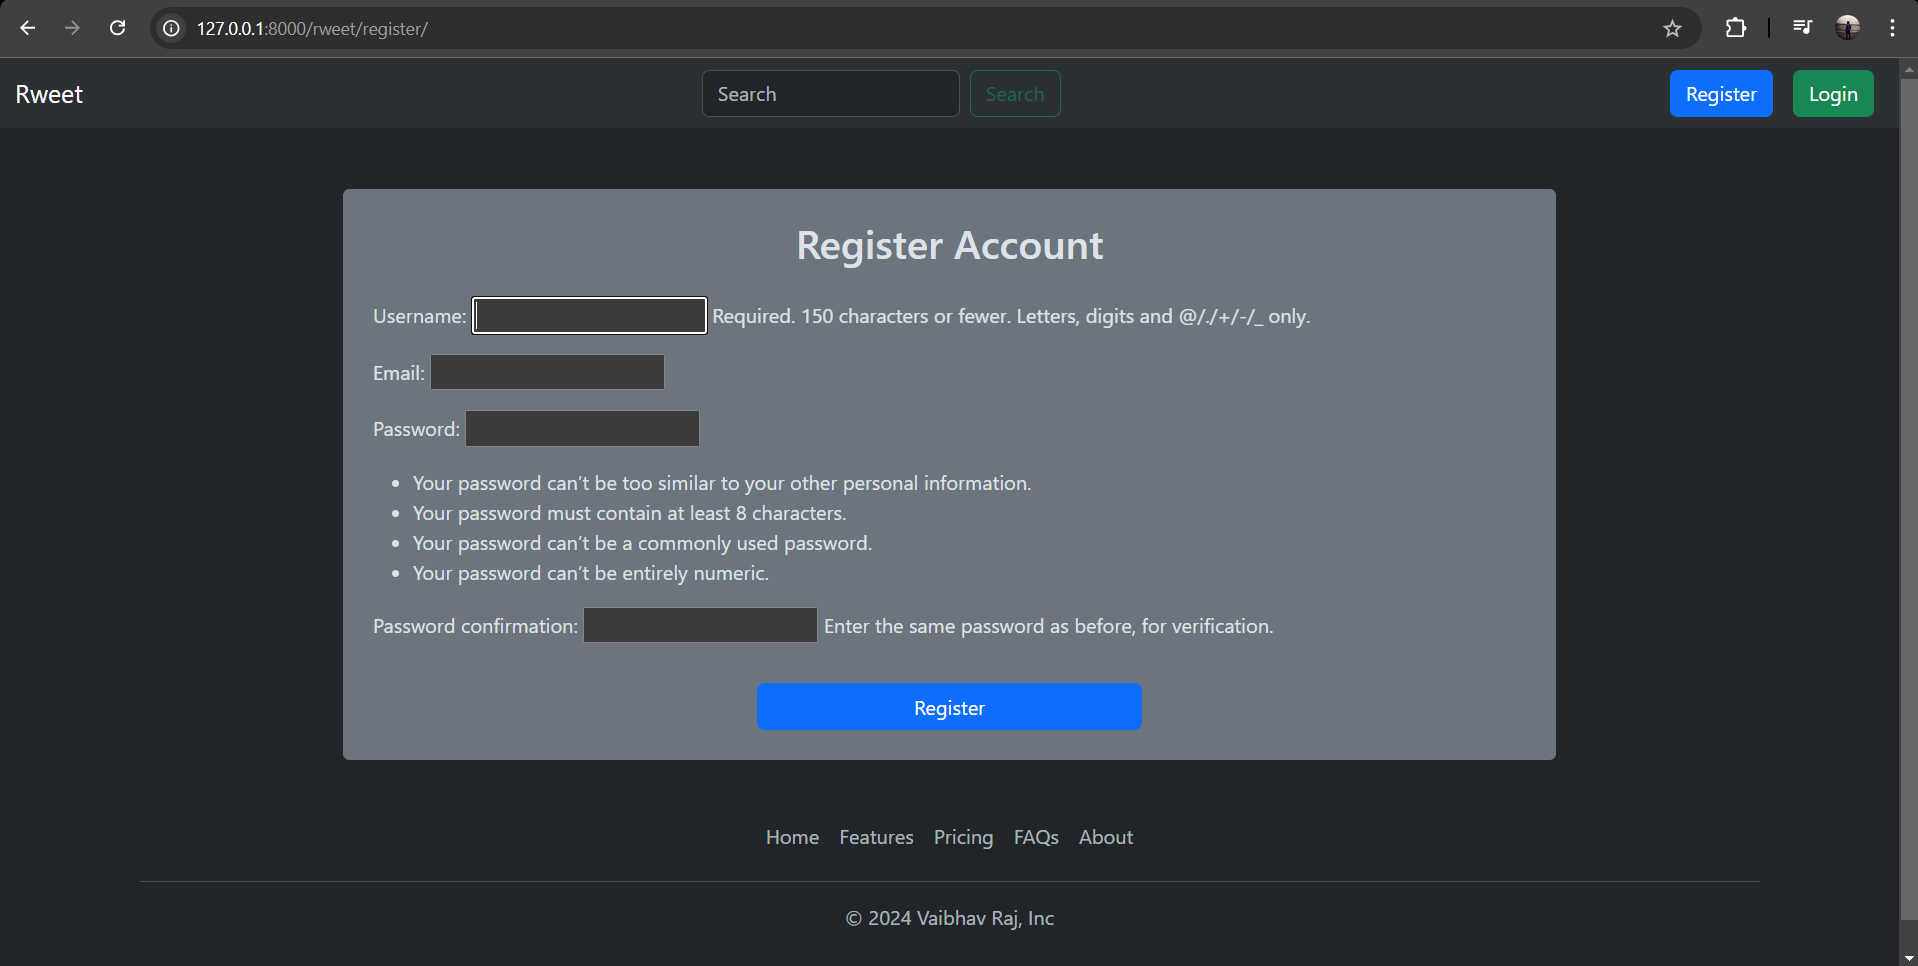 127.0.0.1:8000/rweet/register/
Rweet Search Search Register Login
Register Account
Username: Required. 150 characters or fewer. Letters, digits and @/./+/-/_ only.
Email:
Password:
• Your password can’t be too similar to your other personal information.
• Your password must contain at least 8 characters.
• Your password can’t be a commonly used password.
• Your password can’t be entirely numeric.
Password confirmation: Enter the same password as before, for verification.
Register
Home Features Pricing FAQs About
© 2024 Vaibhav Raj, Inc